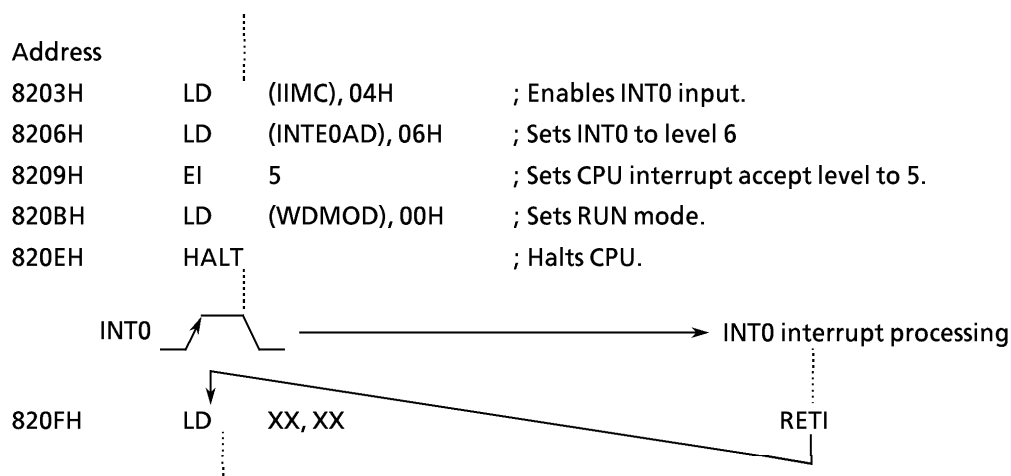 Address
8203H LD (IIMC), 04H ; Enables INT0 input.
8206H LD (INTE0AD), 06H ; Sets INT0 to level 6
8209H EI 5 ; Sets CPU interrupt accept level to 5.
820BH LD (WDMOD), 00H ; Sets RUN mode.
820EH HALT ; Halts CPU.
INT0 INT0 interrupt processing
820FH LD XX, XX RETI